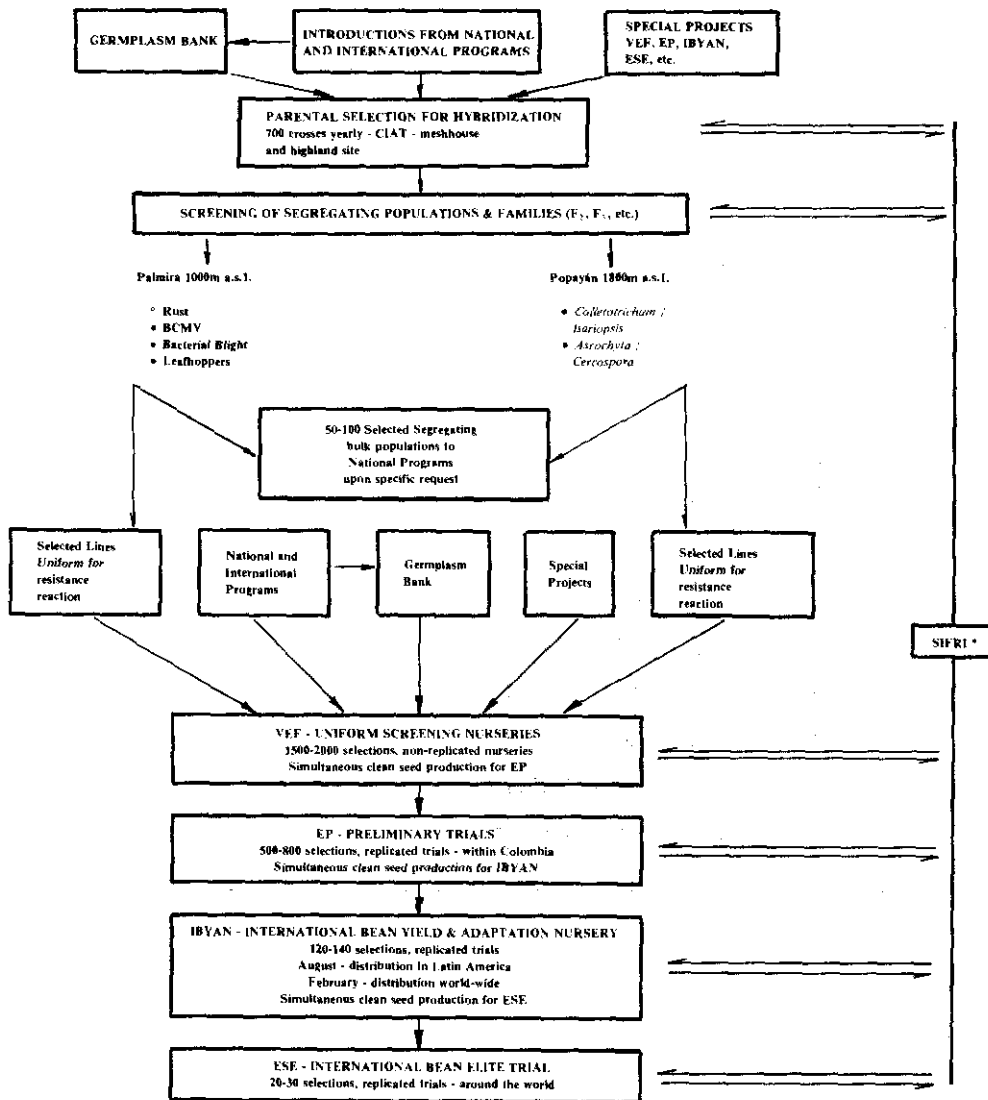 GERMPLASM BANK
INTRODUCTIONS FROM NATIONAL
AND INTERNATIONAL PROGRAMS
SPECIAL PROJECTS
VEF, EP, IBYAN,
ESE, etc.
PARENTAL SELECTION FOR HYBRIDIZATION
700 crosses yearly - CIAT - meshhouse
and highland site
SCREENING OF SEGREGATING POPULATIONS & FAMILIES (F₂, F₃, etc.)
Palmira 1000m a.s.l.
• Rust
• BCMV
• Bacterial Blight
• Leafhoppers
Popayán 1800m a.s.l.
• Colletotrichum ;
Isariopsis
• Ascochyta ;
Cercospora
50-100 Selected Segregating
bulk populations to
National Programs
upon specific request
Selected Lines
Uniform for
resistance
reaction
National and
International
Programs
Germplasm
Bank
Special
Projects
Selected Lines
Uniform for
resistance
reaction
SIFRI *
VEF - UNIFORM SCREENING NURSERIES
1500-2000 selections, non-replicated nurseries
Simultaneous clean seed production for EP
EP - PRELIMINARY TRIALS
500-800 selections, replicated trials - within Colombia
Simultaneous clean seed production for IBYAN
IBYAN - INTERNATIONAL BEAN YIELD & ADAPTATION NURSERY
120-140 selections, replicated trials
August - distribution in Latin America
February - distribution world-wide
Simultaneous clean seed production for ESE
ESE - INTERNATIONAL BEAN ELITE TRIAL
20-30 selections, replicated trials - around the world